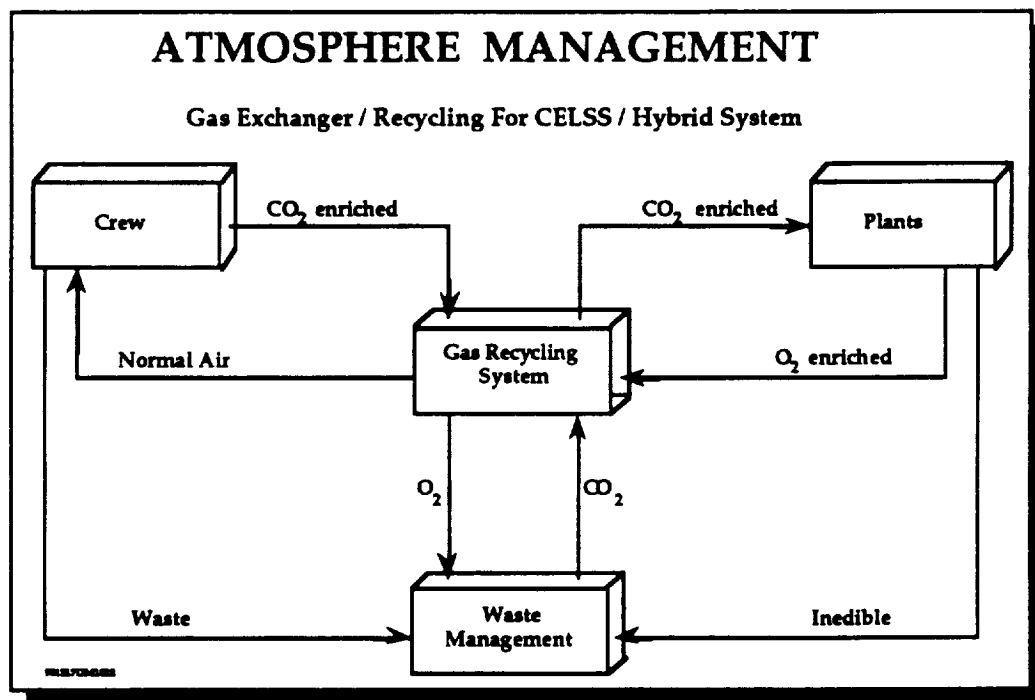 ATMOSPHERE MANAGEMENT
Gas Exchanger / Recycling For CELSS / Hybrid System
Crew
CO₂ enriched
CO₂ enriched
Plants
Normal Air
Gas Recycling
System
O₂ enriched
O₂
CO₂
Waste
Waste
Management
Inedible